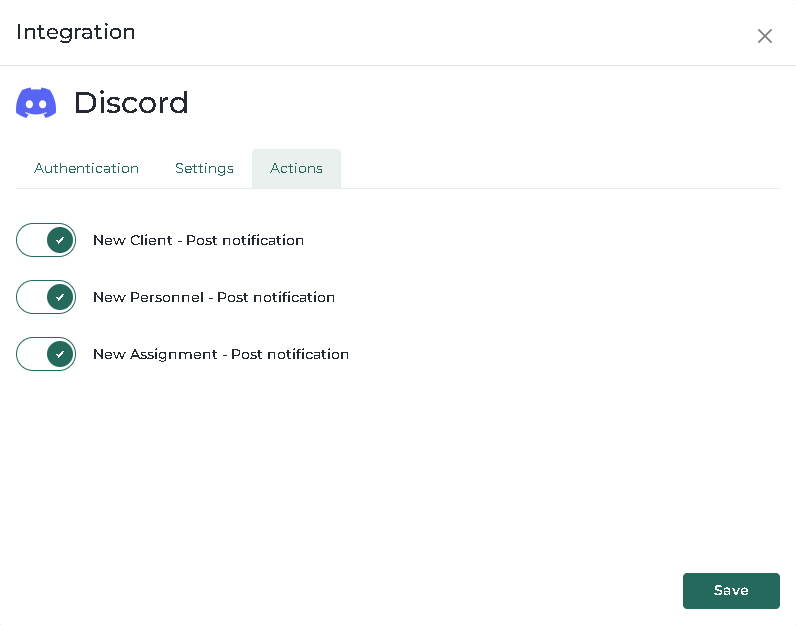 Integration
Discord
Authentication Settings Actions
New Client - Post notification
New Personnel - Post notification
New Assignment - Post notification
Save